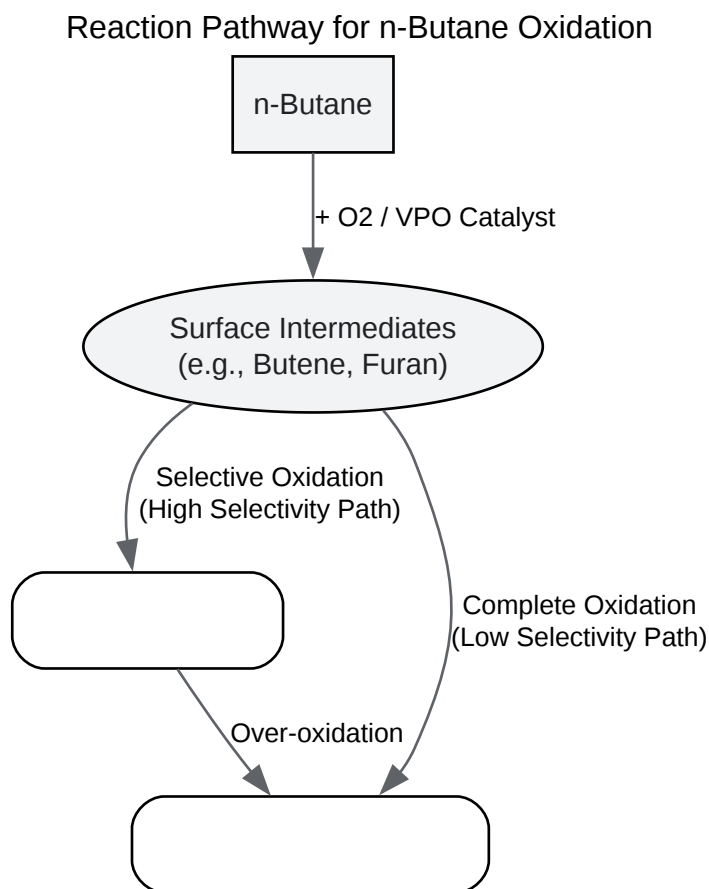 Reaction Pathway for n-Butane Oxidation
n-Butane
+ O2 / VPO Catalyst
Surface Intermediates
(e.g., Butene, Furan)
Selective Oxidation
(High Selectivity Path)
Complete Oxidation
(Low Selectivity Path)
Over-oxidation